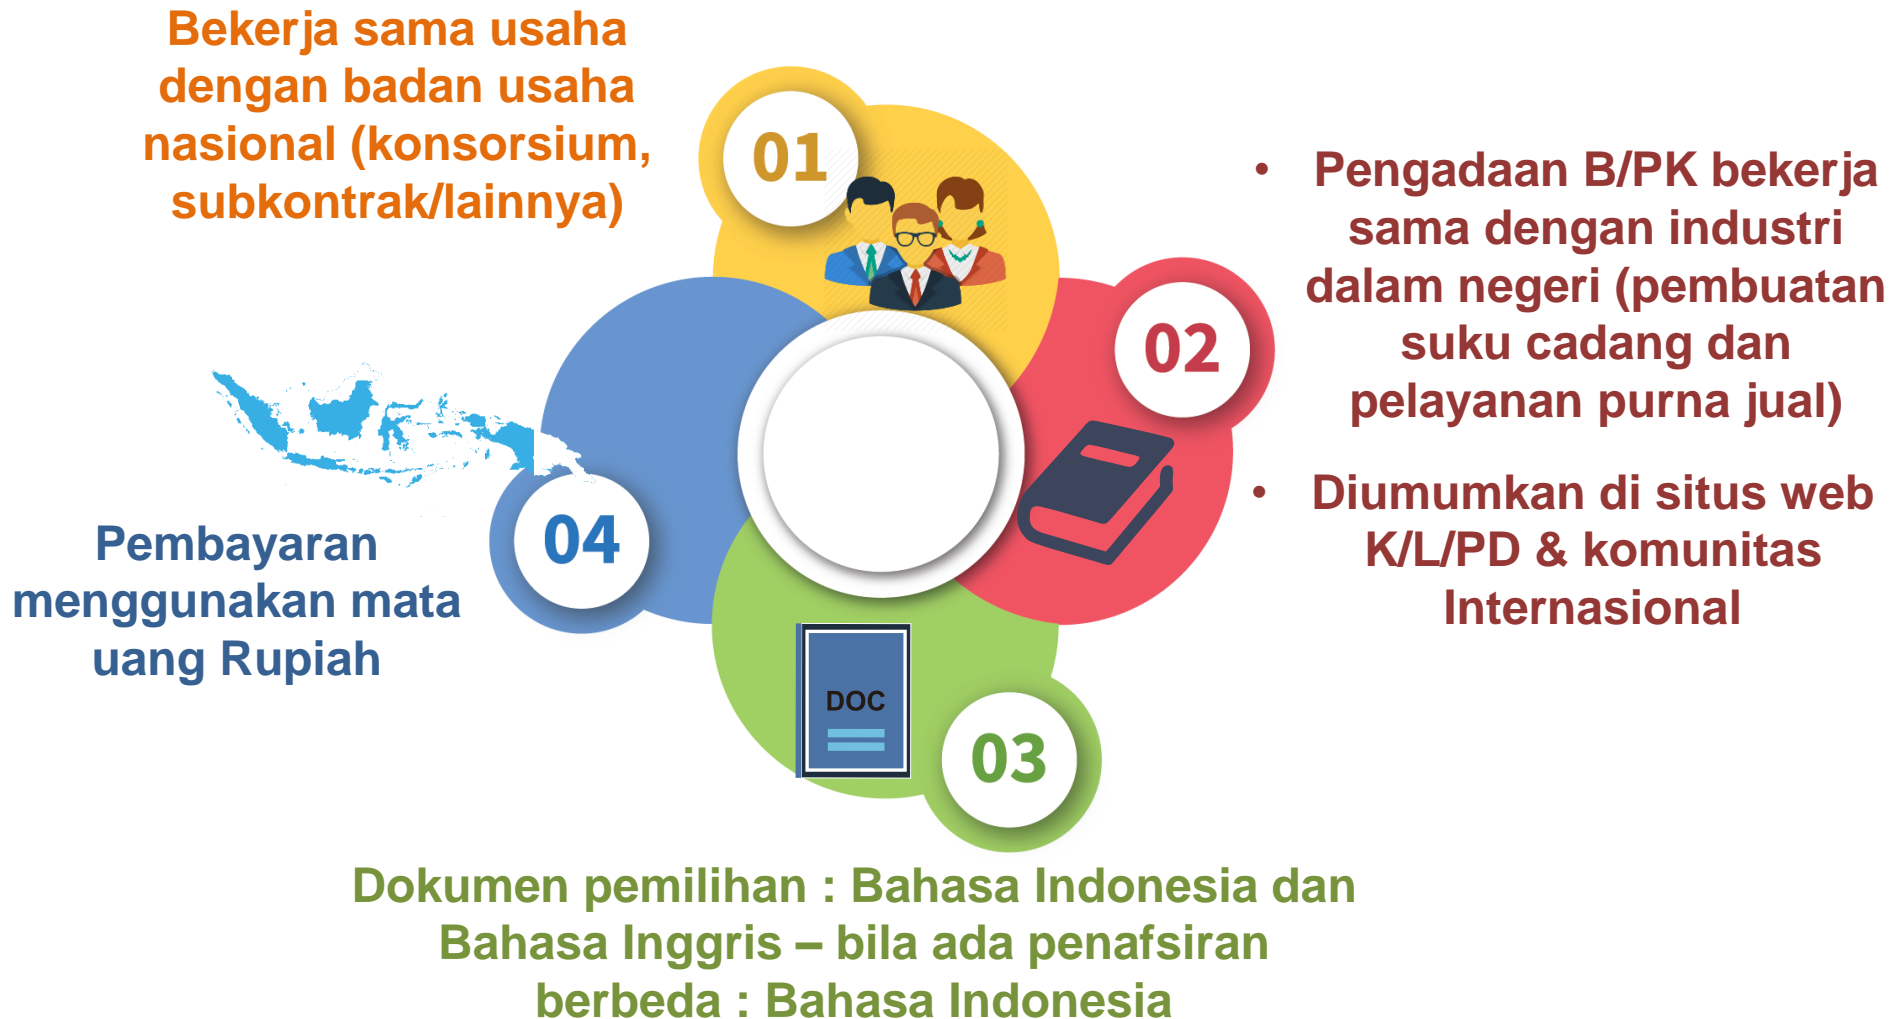 Bekerja sama usaha
dengan badan usaha
nasional (konsorsium,
subkontrak/lainnya)
01
• Pengadaan B/PK bekerja
sama dengan industri
dalam negeri (pembuatan
suku cadang dan
pelayanan purna jual)
• Diumumkan di situs web
K/L/PD & komunitas
Internasional
02
04
Pembayaran
menggunakan mata
uang Rupiah
DOC
03
Dokumen pemilihan : Bahasa Indonesia dan
Bahasa Inggris – bila ada penafsiran
berbeda : Bahasa Indonesia